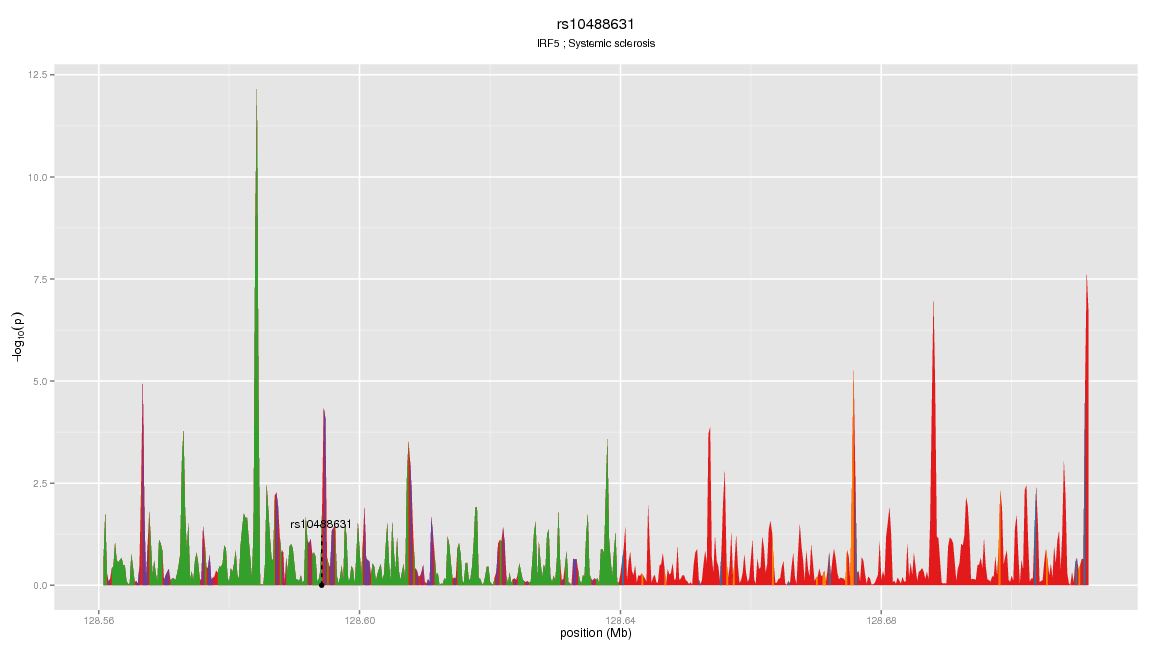 rs10488631
IRF5 ; Systemic sclerosis
12.5
10.0
7.5
5.0
2.5
0.0
−log10(p)
rs10488631
128.56
128.60
128.64
128.68
position (Mb)